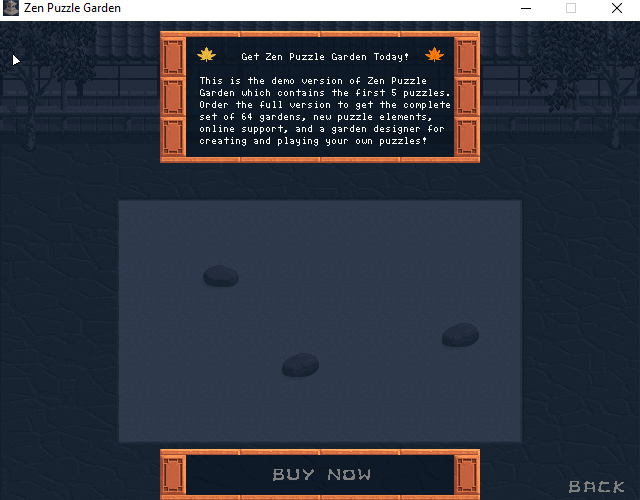 Zen Puzzle Garden
Get Zen Puzzle Garden Today!
This is the demo version of Zen Puzzle
Garden which contains the first 5 puzzles.
Order the full version to get the complete
set of 64 gardens, new puzzle elements,
online support, and a garden designer for
creating and playing your own puzzles!
BUY NOW
BACK